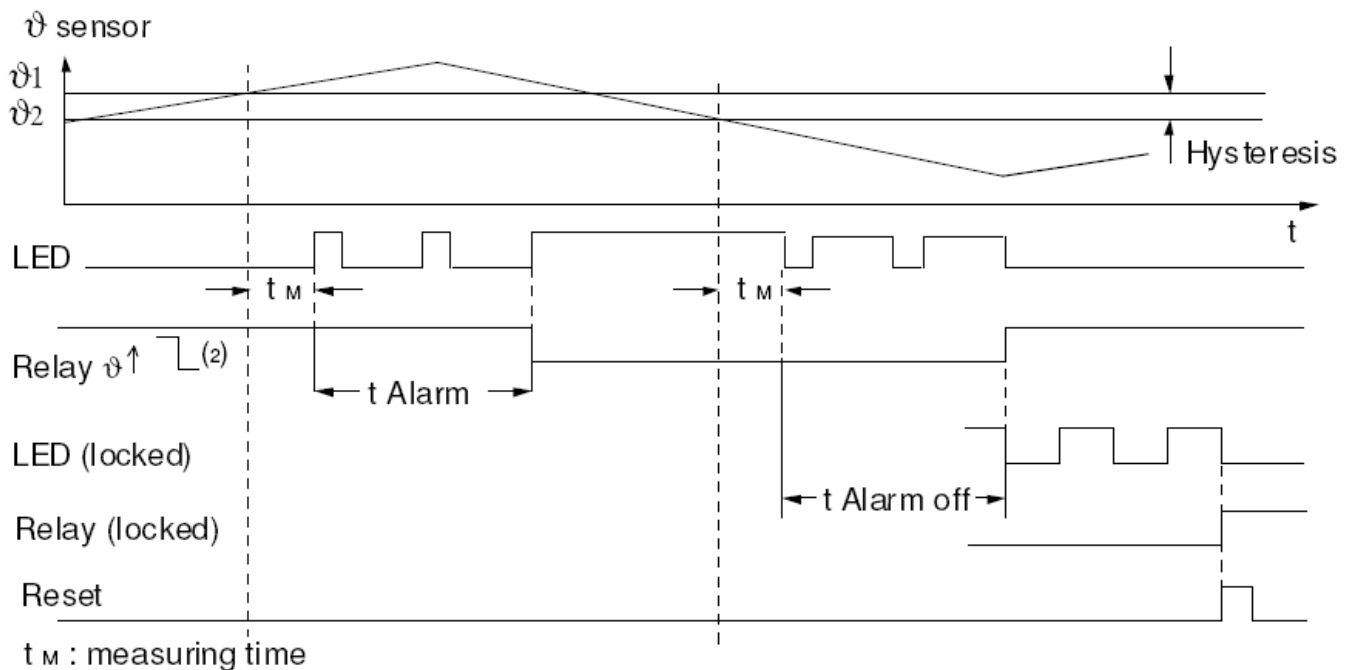 ϑ sensor
ϑ1
ϑ2
Hysteresis
t
LED
t M
t M
Relay ϑ↑ (2)
t Alarm
LED (locked)
t Alarm off
Relay (locked)
Reset
t M : measuring time